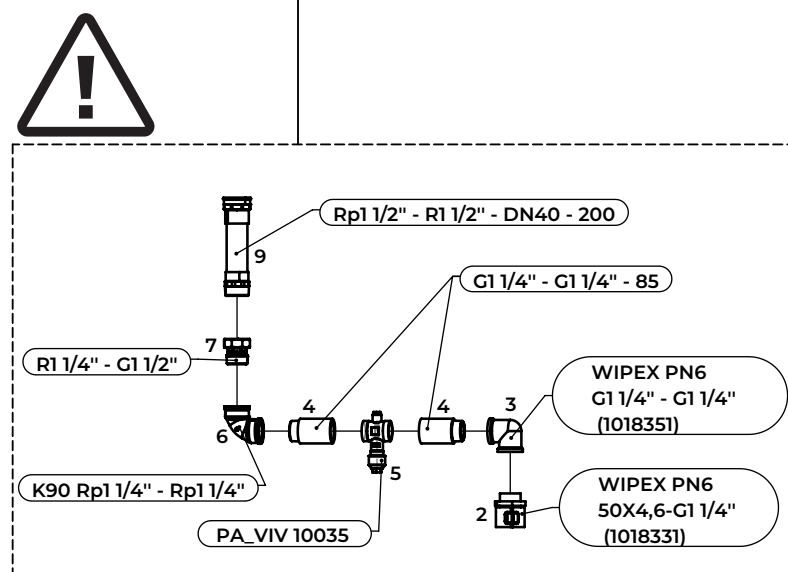 !
Rp1 1/2" - R1 1/2" - DN40 - 200
9
G1 1/4" - G1 1/4" - 85
7
R1 1/4" - G1 1/2"
4
4
3
WIPEX PN6
G1 1/4" - G1 1/4"
(1018351)
6
5
K90 Rp1 1/4" - Rp1 1/4"
2
WIPEX PN6
50X4,6-G1 1/4"
(1018331)
PA_VIV 10035